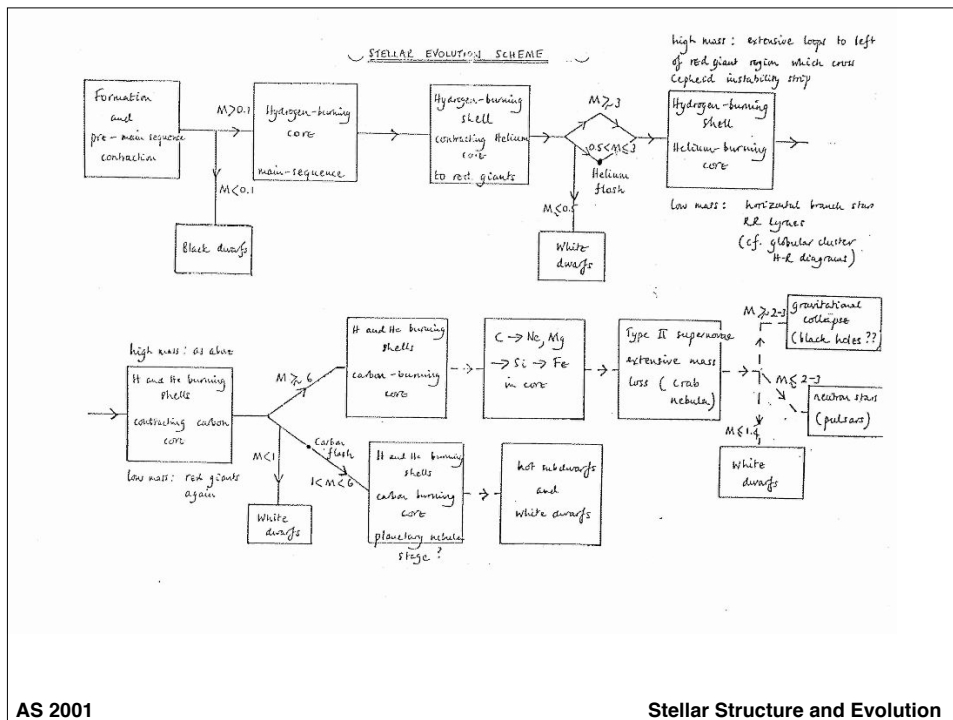 STELLAR EVOLUTION SCHEME
high mass: extensive loops to left
of red giant region which cross
Cepheid instability strip
Formation
and
pre-main sequence
contraction
M>0.1
M<0.1
Black dwarfs
Hydrogen-burning
core
main-sequence
Hydrogen-burning
shell
contracting Helium
core
to red giants
M≳3
0.5<M≲3
Helium
flash
M≲0.5
White
dwarfs
Hydrogen-burning
shell
Helium-burning
core
low mass: horizontal branch stars
RR Lyraes
(cf. globular cluster
H-R diagrams)
high mass: as above
H and He burning
shells
contracting carbon
core
low mass: red giants
again
M≳6
M<1
White
dwarfs
Carbon
flash
1<M<6
H and He burning
shells
carbon-burning
core
C → Ne, Mg
→ Si → Fe
in core
Type II supernovae
extensive mass
loss (crab
nebula)
M≳2-3
gravitational
collapse
(black holes ??
M≲2-3
neutron stars
(pulsars)
M≲1.4
White
dwarfs
H and He burning
shells
carbon burning
core
planetary nebula
stage?
hot subdwarfs
and
white dwarfs
AS 2001
Stellar Structure and Evolution